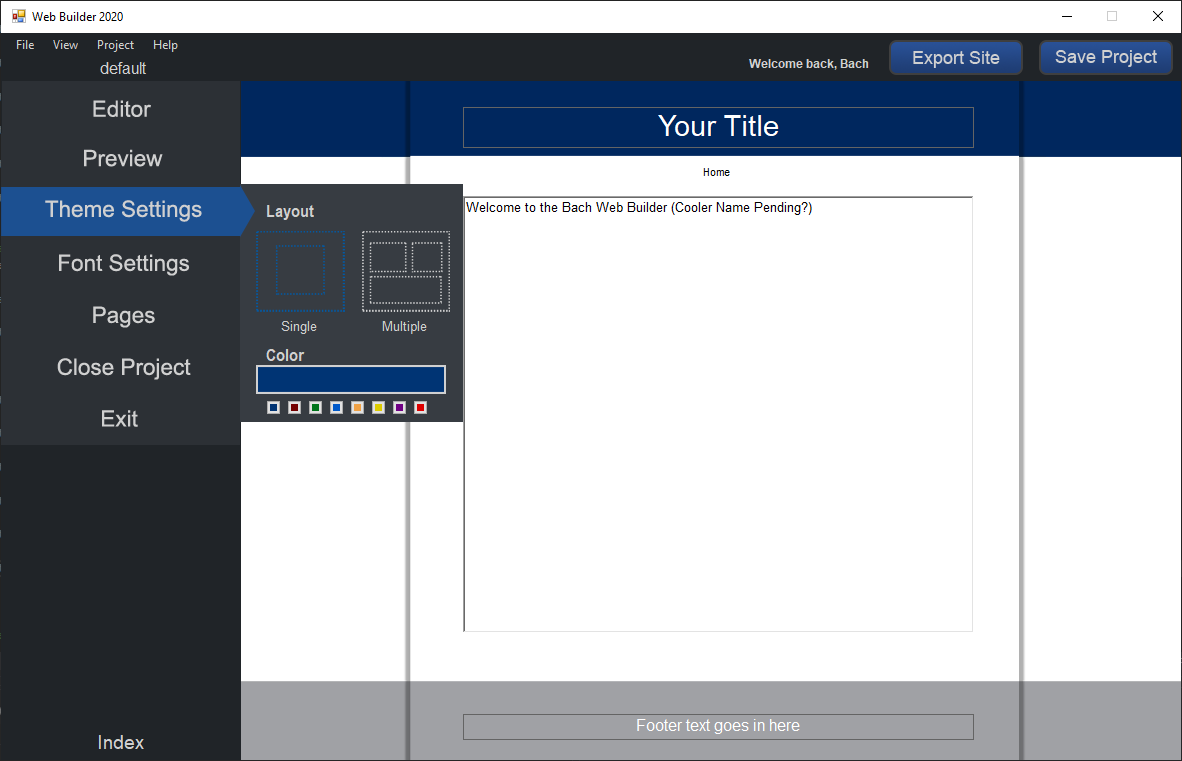 Web Builder 2020
File View Project Help
default
Welcome back, Bach
Export Site
Save Project
Editor
Preview
Theme Settings
Font Settings
Pages
Close Project
Exit
Index
Layout
Single Multiple
Color
Your Title
Home
Welcome to the Bach Web Builder (Cooler Name Pending?)
Footer text goes in here